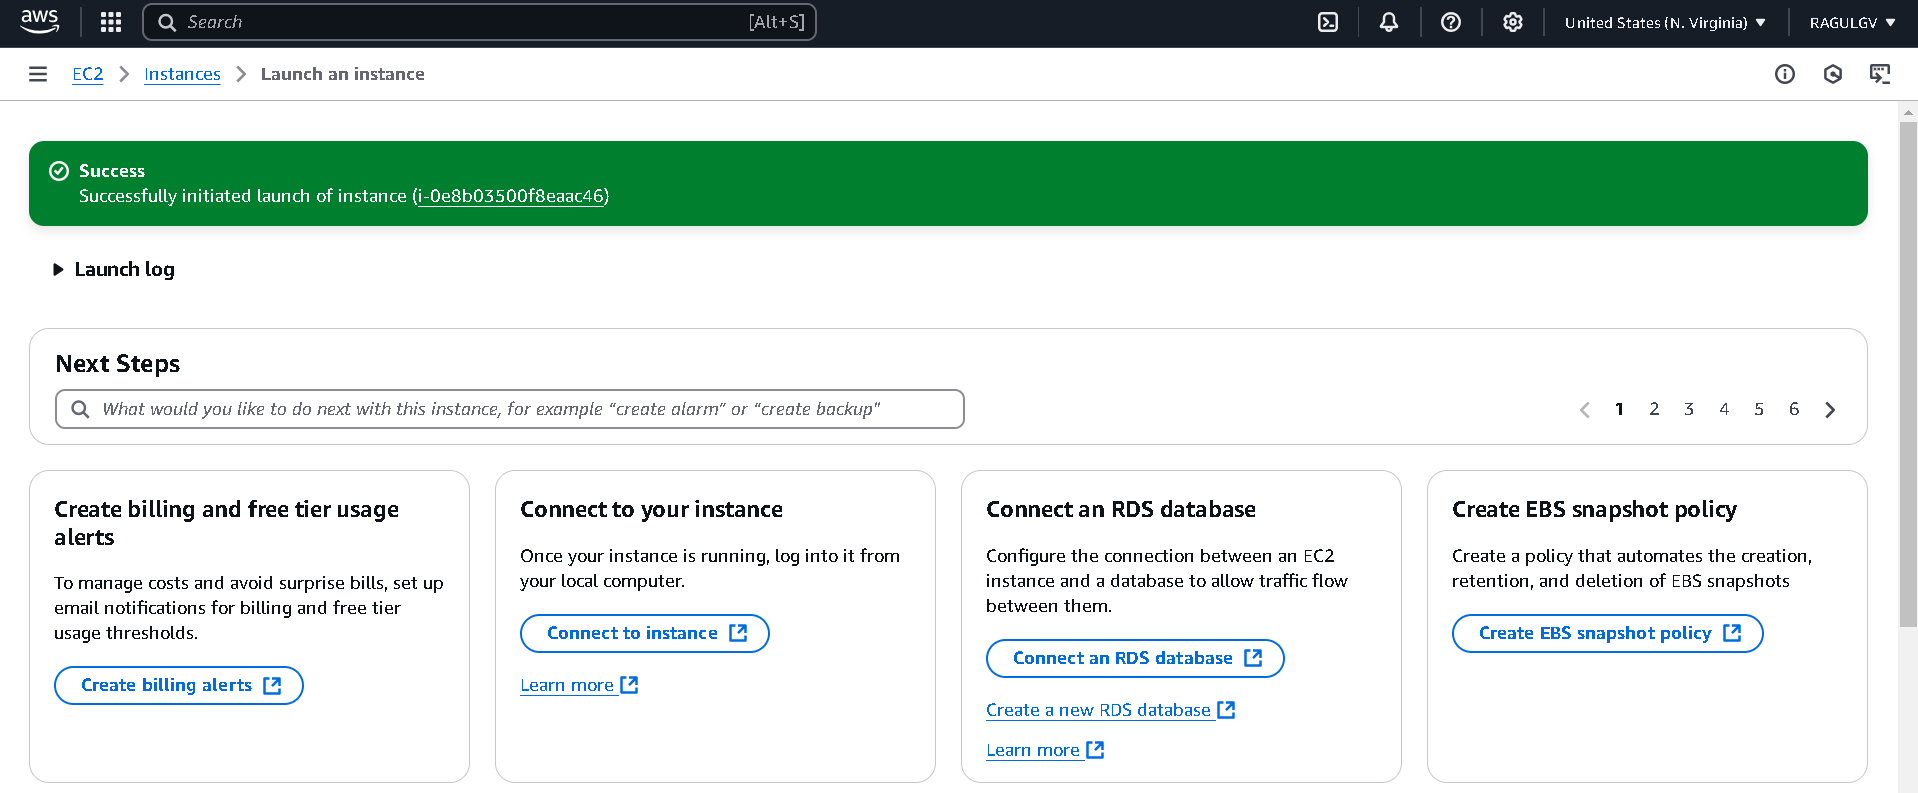 aws
Search
[Alt+S]
United States (N. Virginia)
RAGULGV
EC2
Instances
Launch an instance
Success
Successfully initiated launch of instance (i-0e8b03500f8eaac46)
Launch log
Next Steps
What would you like to do next with this instance, for example “create alarm” or “create backup"
1 2 3 4 5 6
Create billing and free tier usage
alerts
To manage costs and avoid surprise bills, set up
email notifications for billing and free tier
usage thresholds.
Create billing alerts
Connect to your instance
Once your instance is running, log into it from
your local computer.
Connect to instance
Learn more
Connect an RDS database
Configure the connection between an EC2
instance and a database to allow traffic flow
between them.
Connect an RDS database
Create a new RDS database
Learn more
Create EBS snapshot policy
Create a policy that automates the creation,
retention, and deletion of EBS snapshots
Create EBS snapshot policy